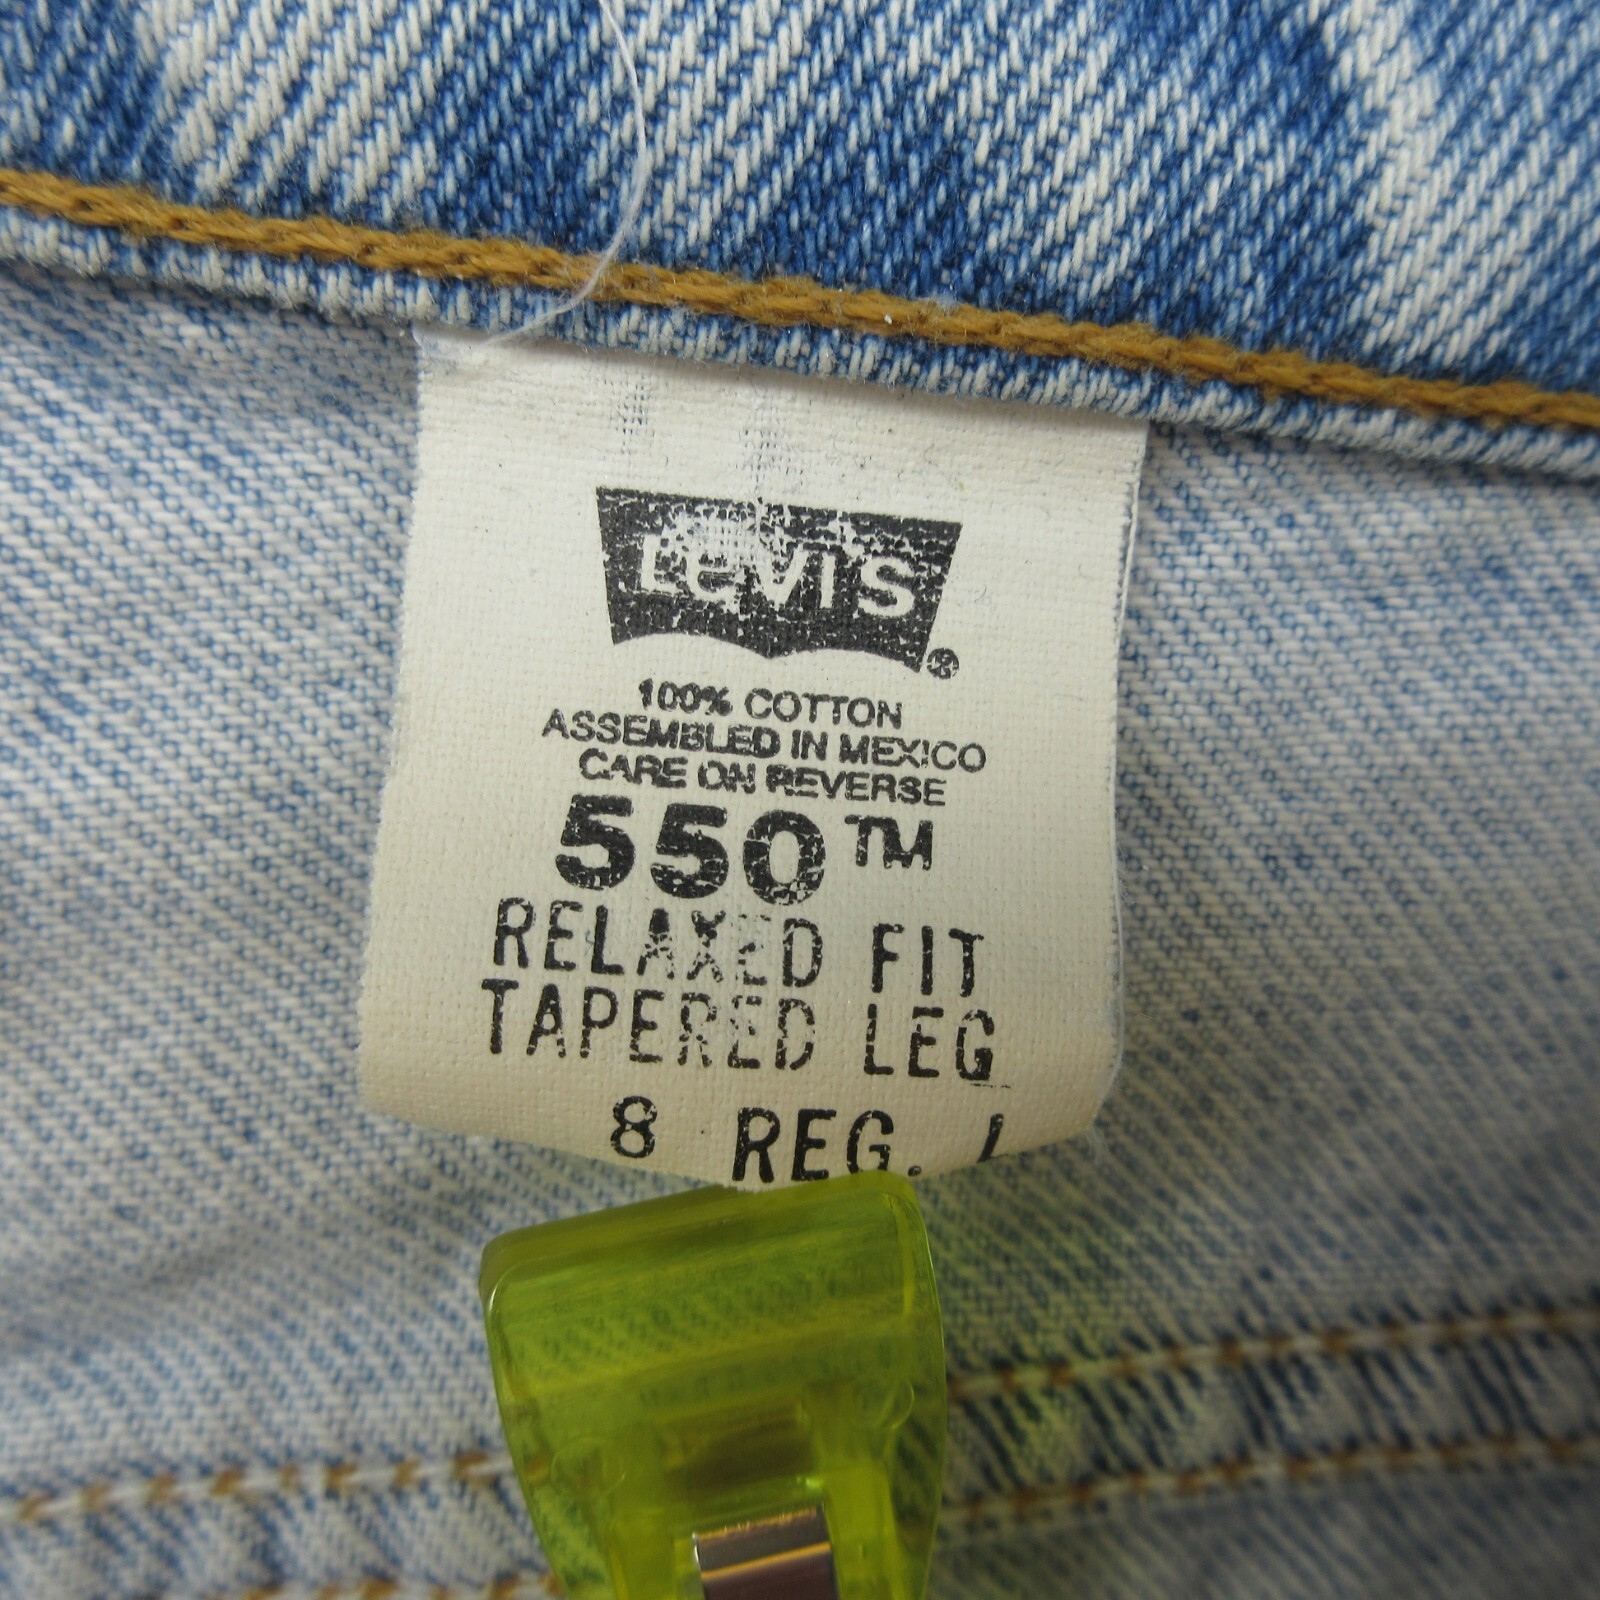 Levi's®
100% COTTON
ASSEMBLED IN MEXICO
CARE ON REVERSE
550™
RELAXED FIT
TAPERED LEG
8 REG.